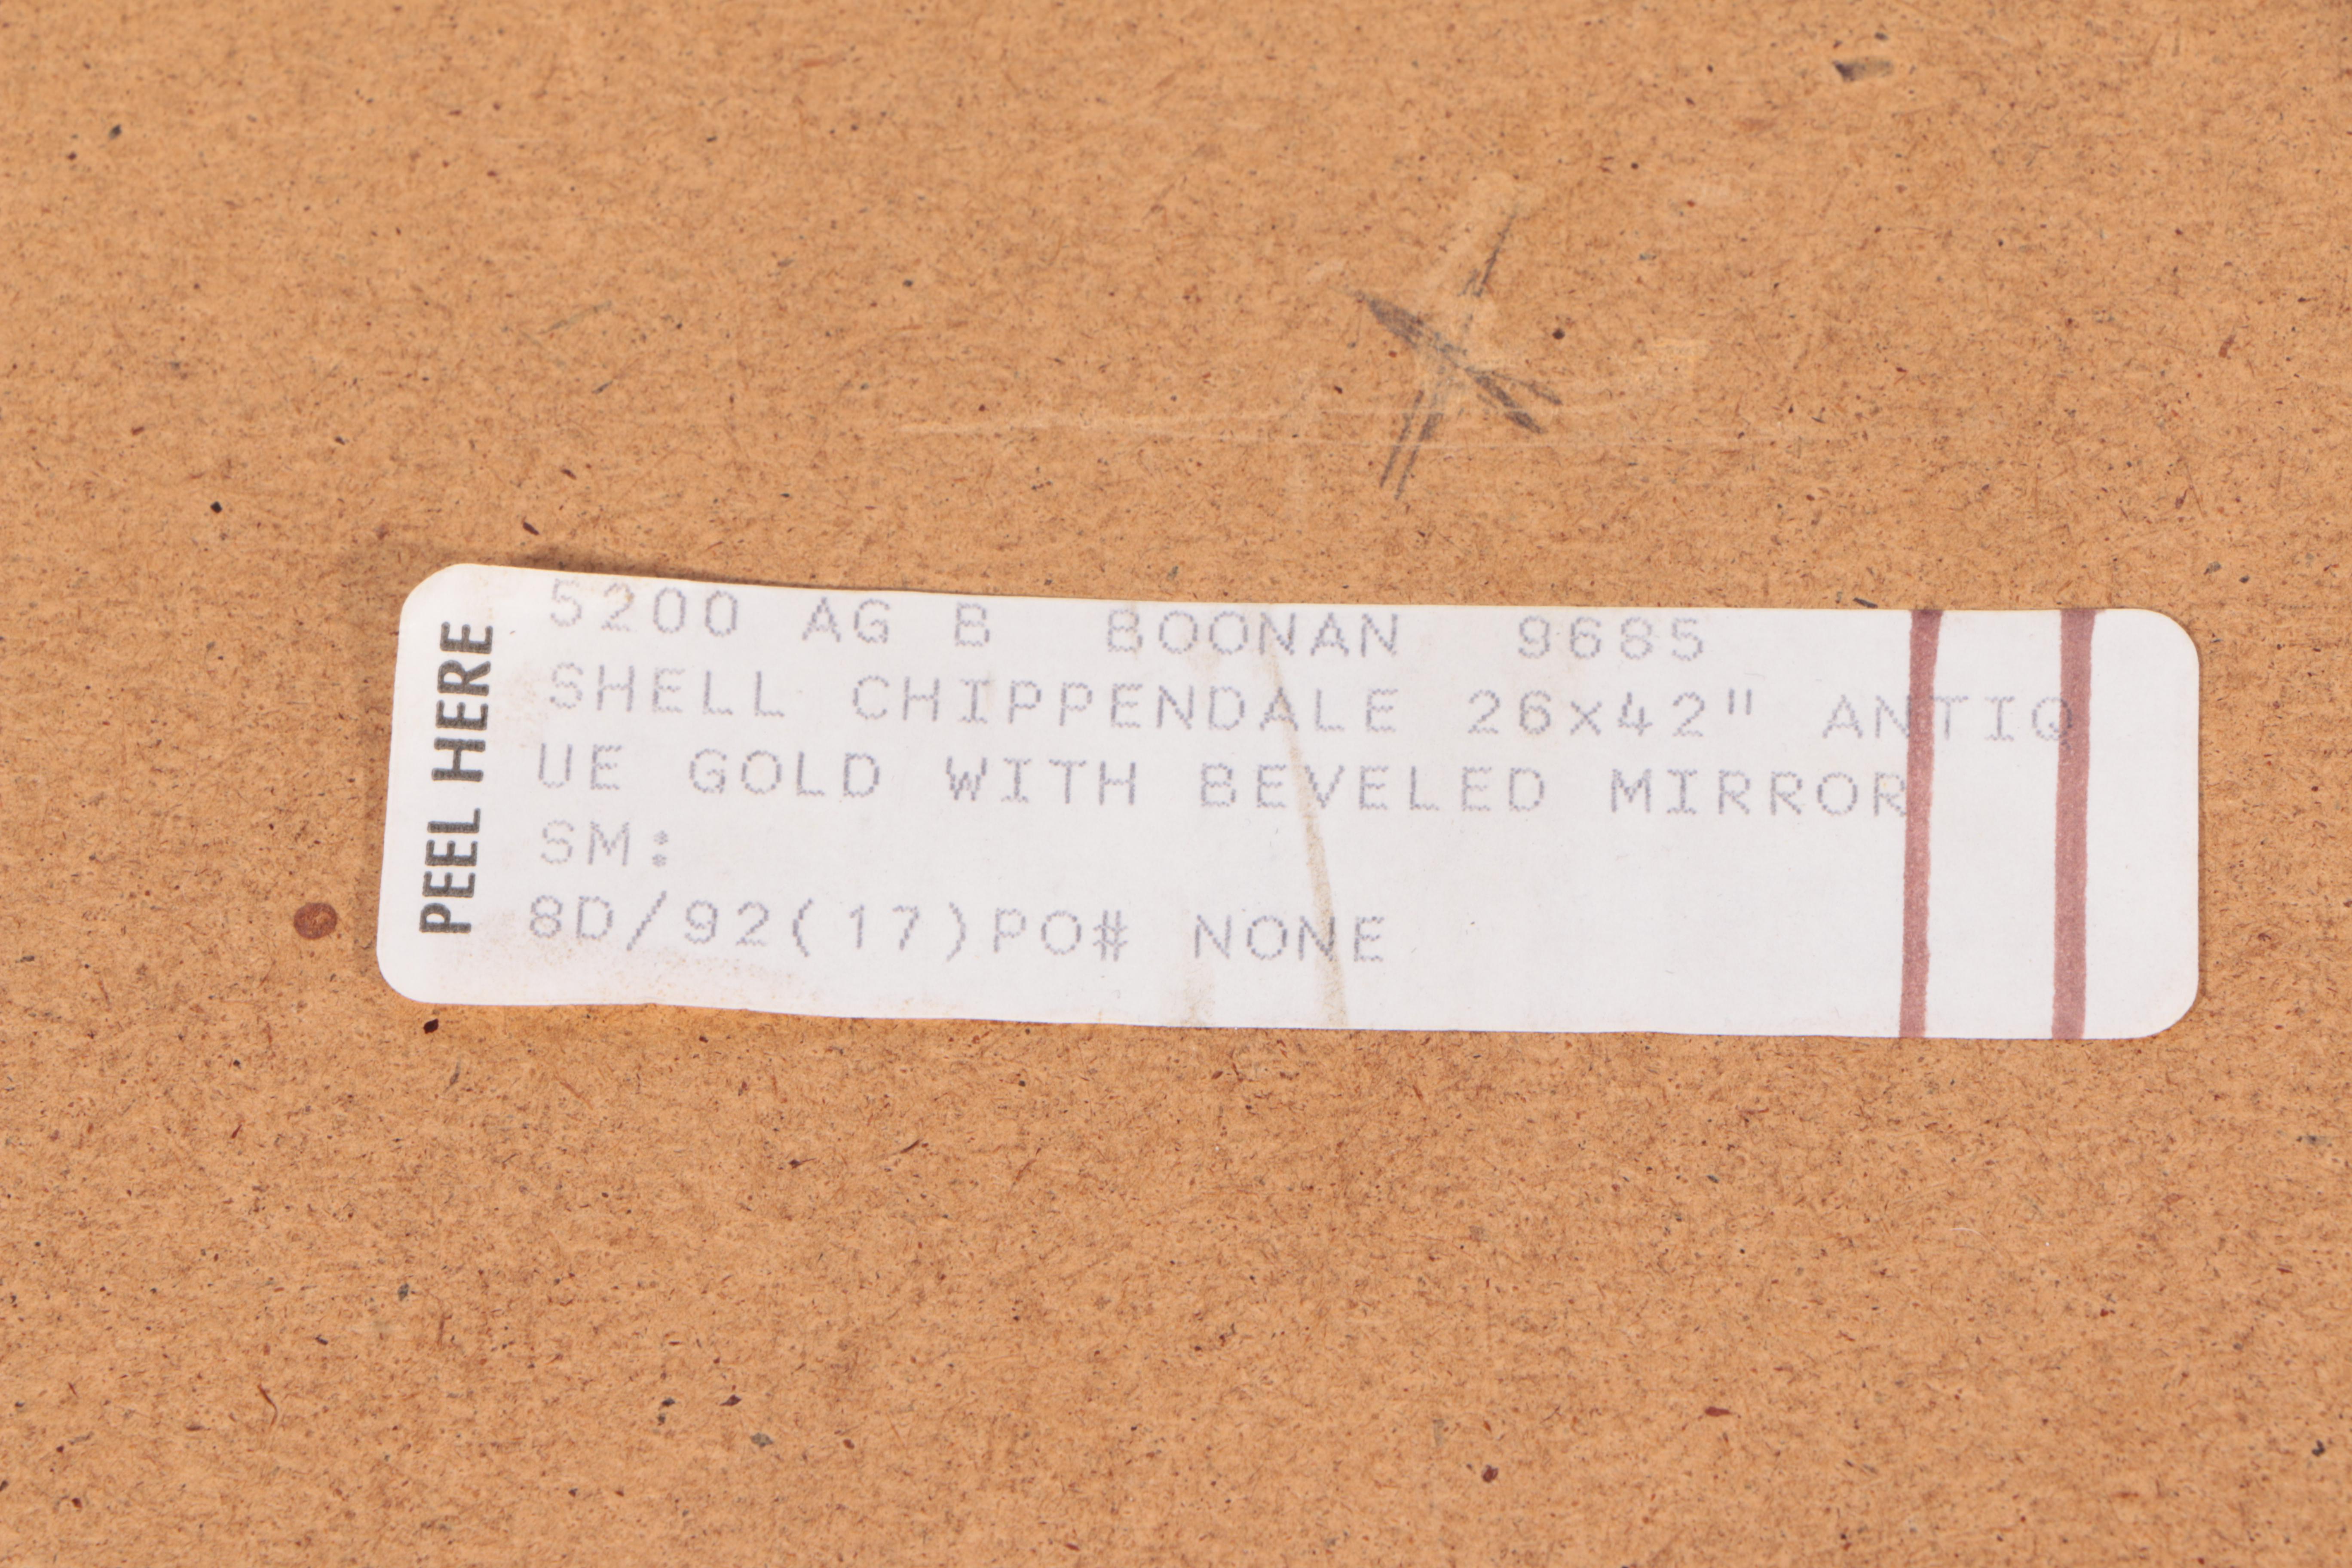 PEEL HERE
5200 AG B BOONAN 9685
SHELL CHIPPENDALE 26x42" ANTIQ
UE GOLD WITH BEVELED MIRROR
SM:
8D/92(17)PO# NONE